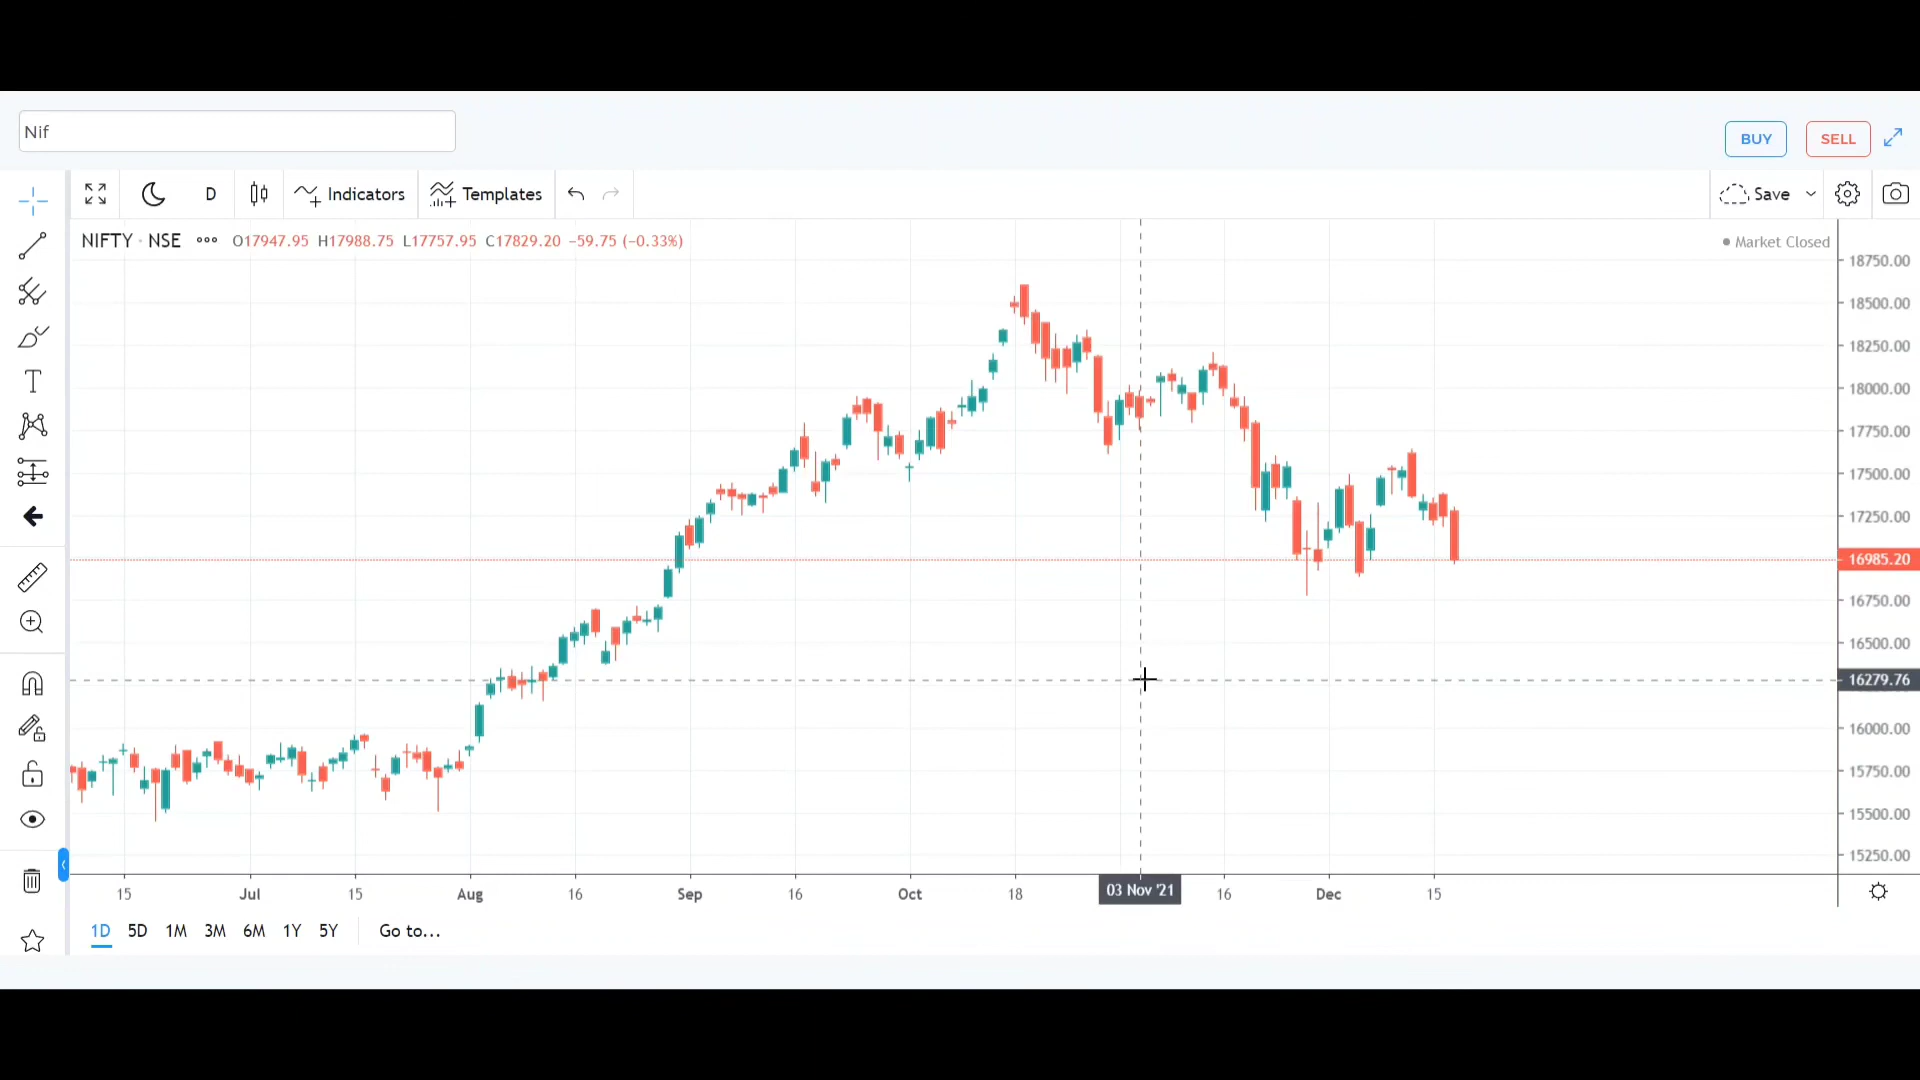 Nif
BUY SELL
D Indicators Templates Save
NIFTY · NSE ••• O17947.95 H17988.75 L17757.95 C17829.20 −59.75 (−0.33%)
Market Closed
18750.00
18500.00
18250.00
18000.00
17750.00
17500.00
17250.00
16985.20
16750.00
16500.00
16279.76
16000.00
15750.00
15500.00
15250.00
15 Jul 15 Aug 16 Sep 16 Oct 18 03 Nov '21 16 Dec 15
1D 5D 1M 3M 6M 1Y 5Y Go to...